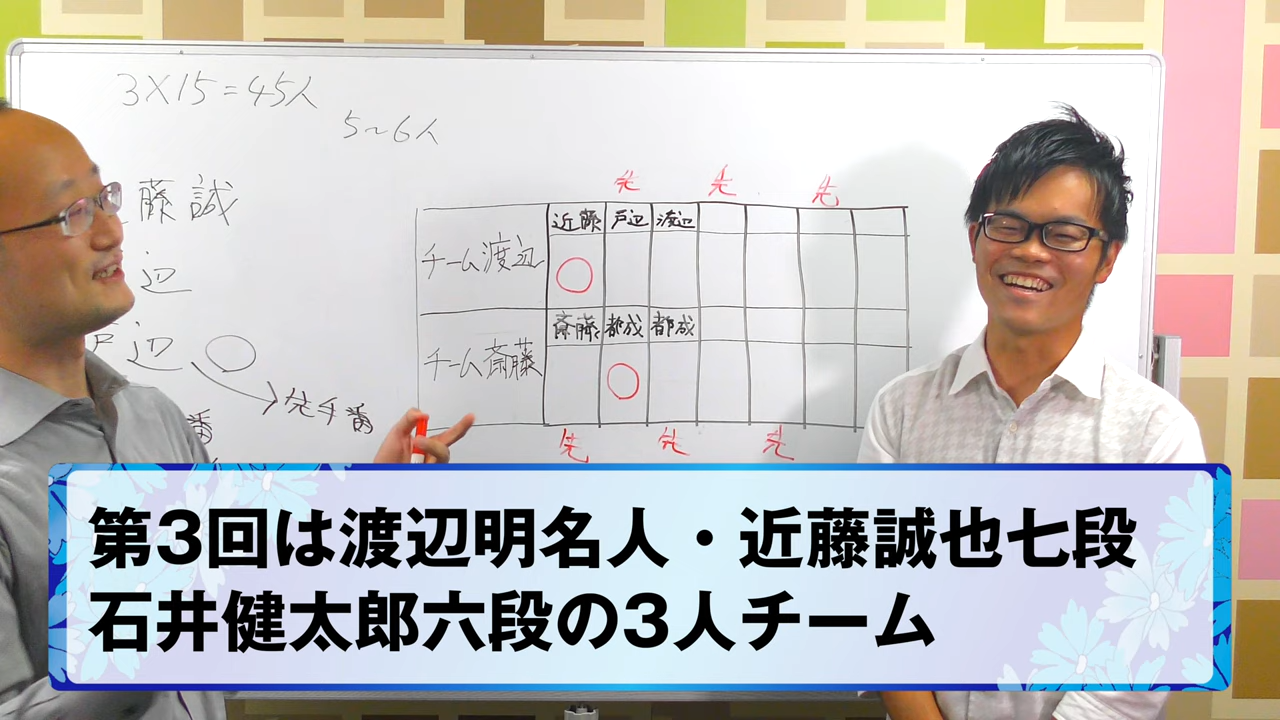 3×15=45人
5~6人
藤誠
辺
戸辺
先手番
番
先 先 先
近藤 戸辺 渡辺
チーム渡辺
斎藤 都成 都成
チーム斎藤
先 先 先
第3回は渡辺明名人・近藤誠也七段
石井健太郎六段の3人チーム